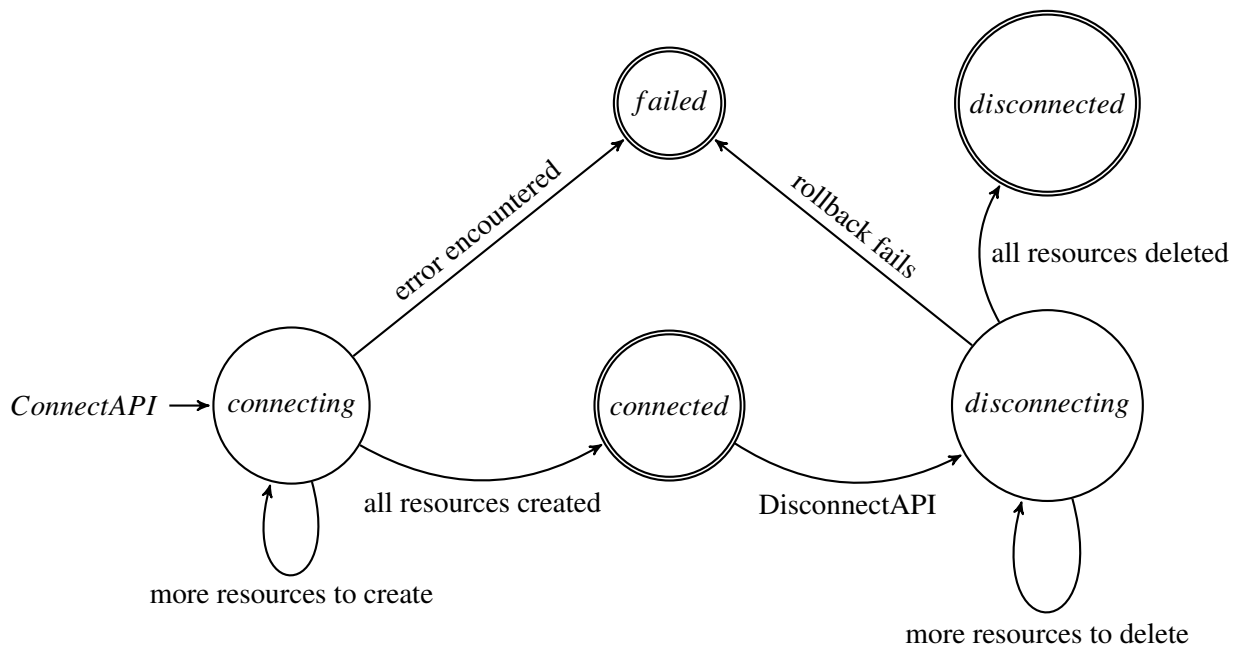 failed
disconnected
error encountered
rollback fails
all resources deleted
ConnectAPI
connecting
connected
disconnecting
all resources created
DisconnectAPI
more resources to create
more resources to delete